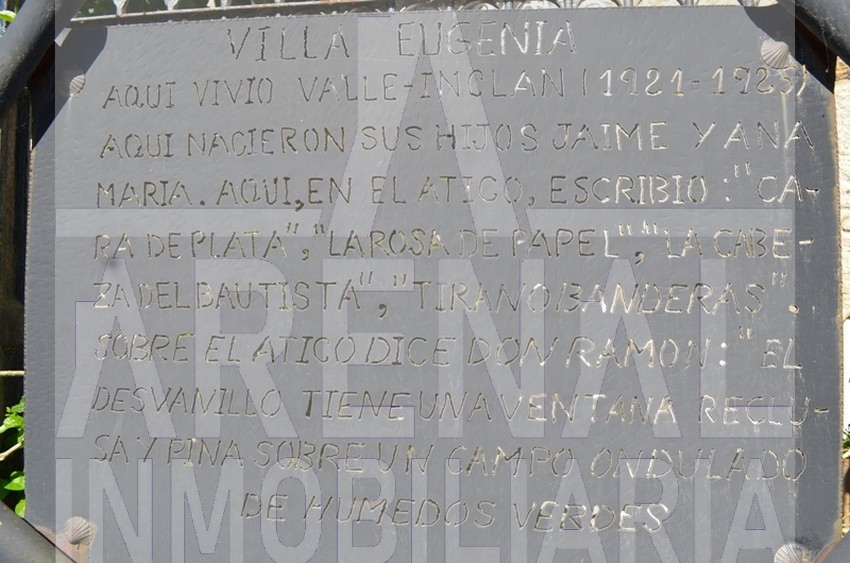 VILLA EUGENIA
AQUI VIVIO VALLE-INCLAN (1921-1925)
AQUI NACIERON SUS HIJOS JAIME Y ANA
MARIA. AQUI, EN EL ATICO, ESCRIBIO: "CA-
RA DE PLATA", "LA ROSA DE PAPEL", "LA CABE-
ZA DEL BAUTISTA", "TIRANO BANDERAS".
SOBRE EL ATICO DICE DON RAMON: "EL
DESVANILLO TIENE UNA VENTANA RECLU-
SA Y PINA SOBRE UN CAMPO ONDULADO
DE HUMEDOS VERDES
ARENAL
INMOBILIARIA